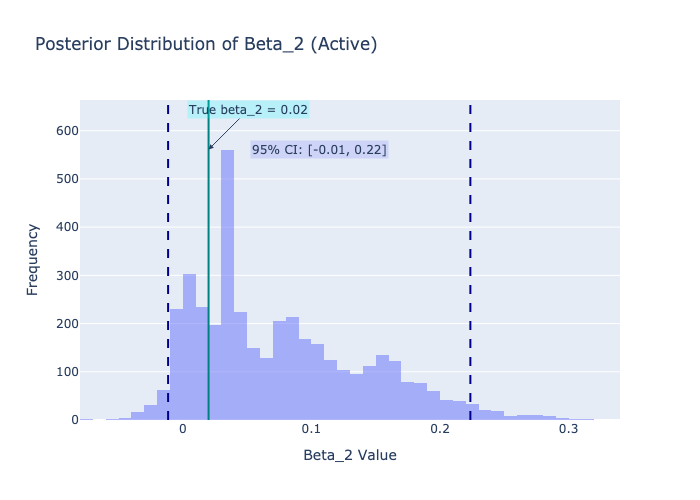 Posterior Distribution of Beta_2 (Active)
True beta_2 = 0.02
95% CI: [-0.01, 0.22]
600
500
400
300
200
100
0
Frequency
0
0.1
0.2
0.3
Beta_2 Value